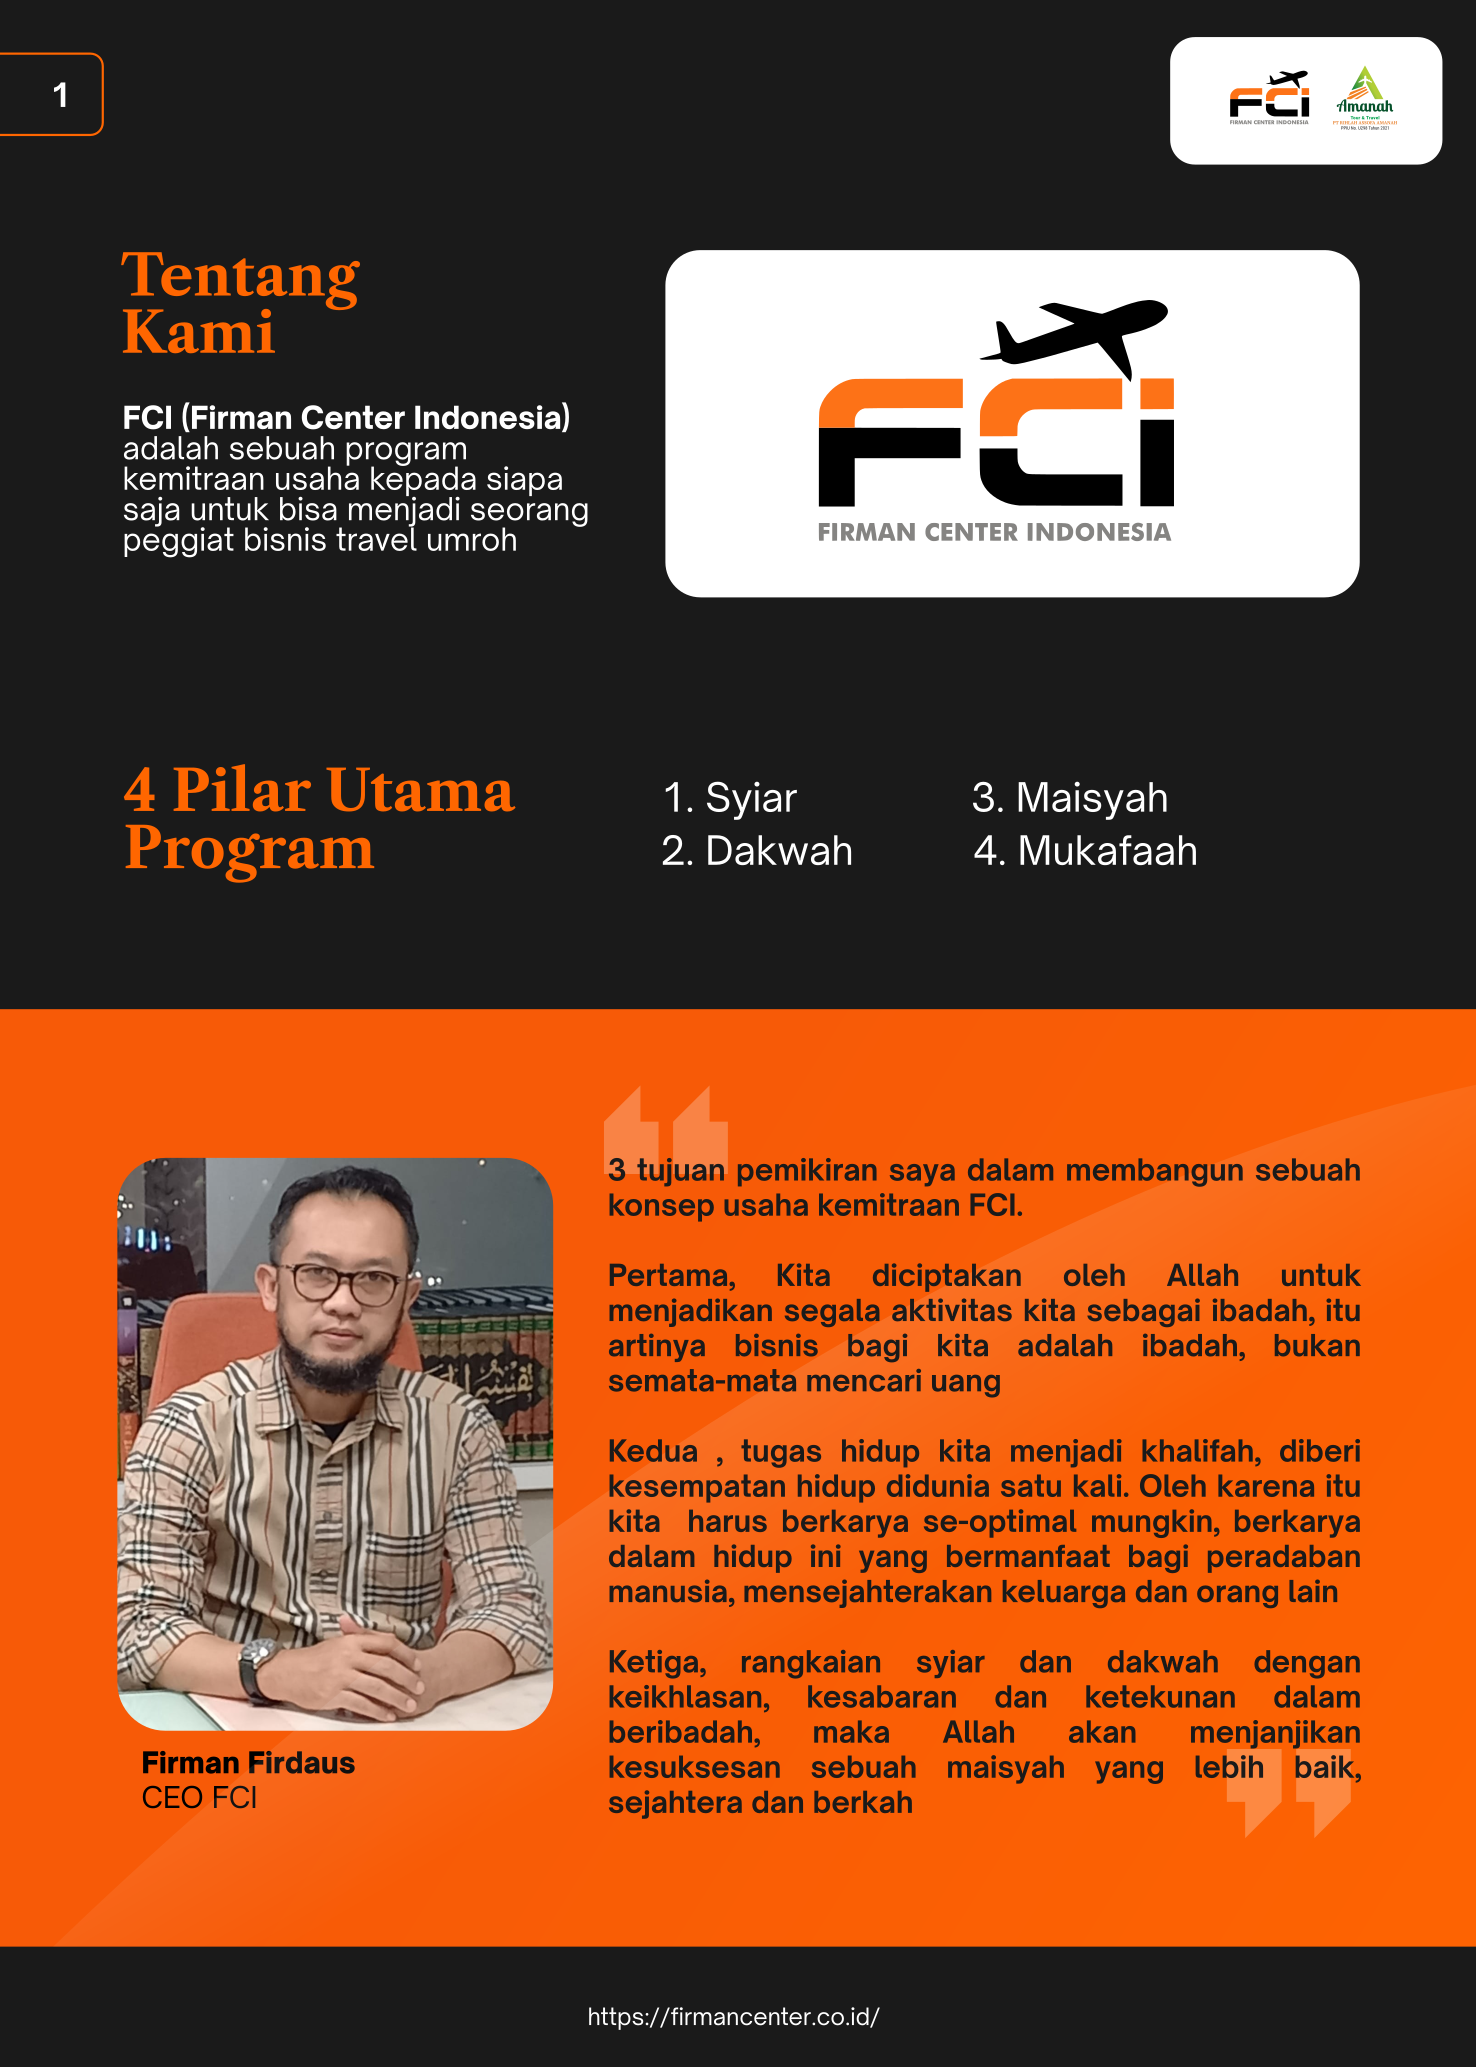 1
FCI
FIRMAN CENTER INDONESIA
Amanah
Tour & Travel
PPIU No. U298 Tahun 2021
Tentang
Kami
FCI (Firman Center Indonesia)
adalah sebuah program
kemitraan usaha kepada siapa
saja untuk bisa menjadi seorang
peggiat bisnis travel umroh
FCI
FIRMAN CENTER INDONESIA
4 Pilar Utama
Program
1. Syiar
2. Dakwah
3. Maisyah
4. Mukafaah
3 tujuan pemikiran saya dalam membangun sebuah
konsep usaha kemitraan FCI.
Pertama, Kita diciptakan oleh Allah untuk
menjadikan segala aktivitas kita sebagai ibadah, itu
artinya bisnis bagi kita adalah ibadah, bukan
semata-mata mencari uang
Kedua , tugas hidup kita menjadi khalifah, diberi
kesempatan hidup didunia satu kali. Oleh karena itu
kita harus berkarya se-optimal mungkin, berkarya
dalam hidup ini yang bermanfaat bagi peradaban
manusia, mensejahterakan keluarga dan orang lain
Ketiga, rangkaian syiar dan dakwah dengan
keikhlasan, kesabaran dan ketekunan dalam
beribadah, maka Allah akan menjanjikan
kesuksesan sebuah maisyah yang lebih baik,
sejahtera dan berkah
Firman Firdaus
CEO FCI
https://firmancenter.co.id/